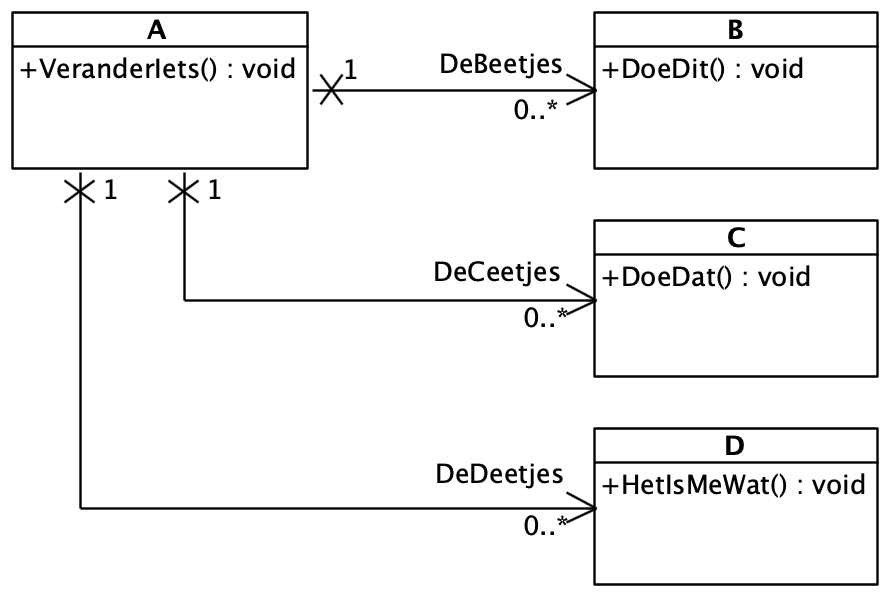 A
+VeranderIets() : void
1
DeBeetjes
0..*
B
+DoeDit() : void
1
1
DeCeetjes
0..*
C
+DoeDat() : void
DeDeetjes
0..*
D
+HetIsMeWat() : void